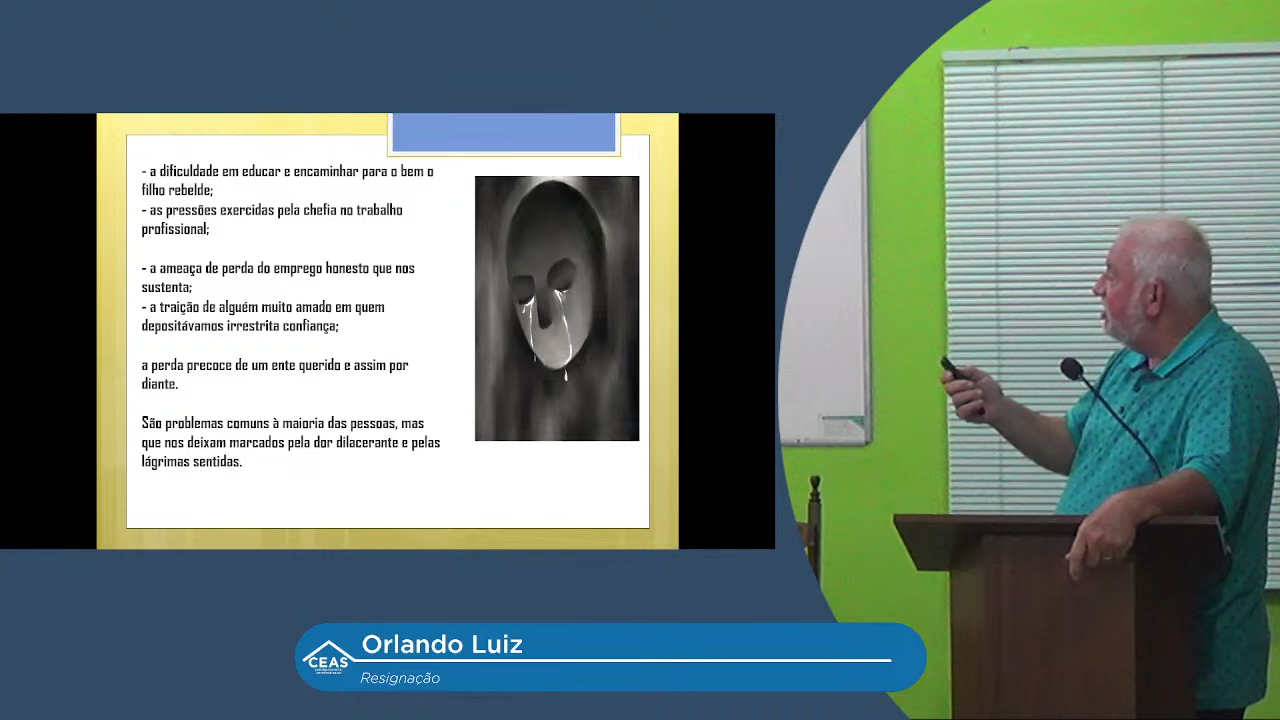 - a dificuldade em educar e encaminhar para o bem o
filho rebelde;
- as pressões exercidas pela chefia no trabalho
profissional;
- a ameaça de perda do emprego honesto que nos
sustenta;
- a traição de alguém muito amado em quem
depositávamos irrestrita confiança;
a perda precoce de um ente querido e assim por
diante.
São problemas comuns à maioria das pessoas, mas
que nos deixam marcados pela dor dilacerante e pelas
lágrimas sentidas.
CEAS
Orlando Luiz
Resignação